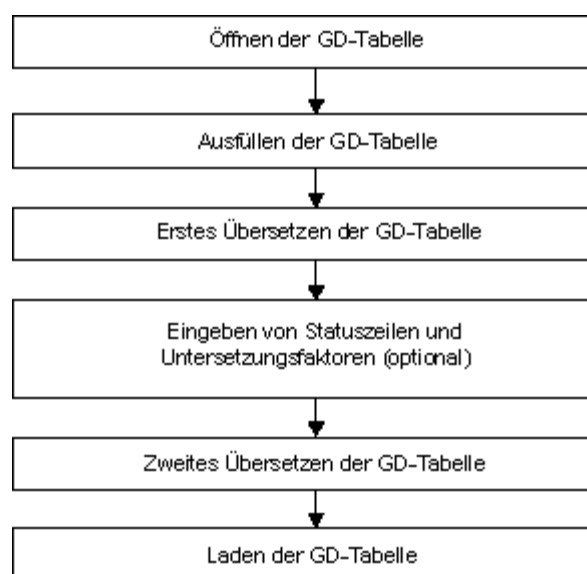 Öffnen der GD-Tabelle
Ausfüllen der GD-Tabelle
Erstes Übersetzen der GD-Tabelle
Eingeben von Statuszeilen und
Untersetzungsfaktoren (optional)
Zweites Übersetzen der GD-Tabelle
Laden der GD-Tabelle